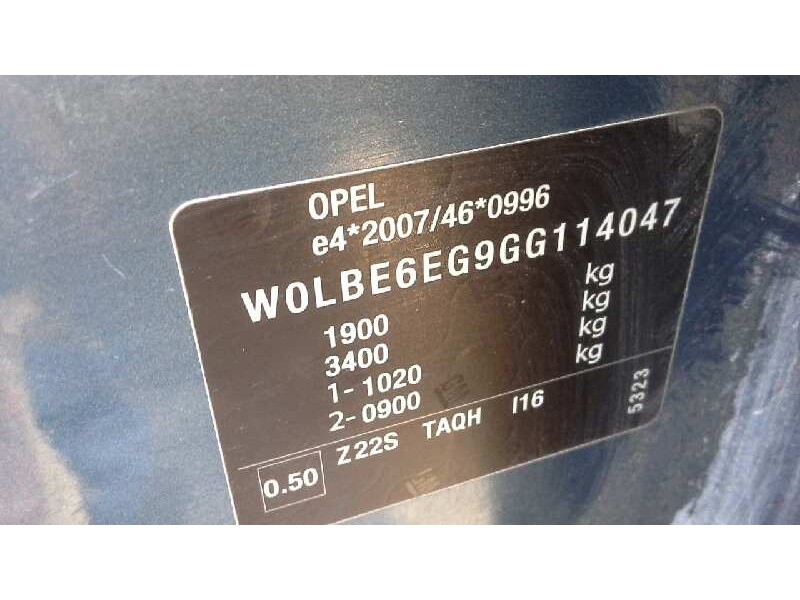 OPEL
e4*2007/46*0996
W0LBE6EG9GG114047
1900 kg
3400 kg
1- 1020 kg
2- 0900 kg
0.50 Z22S TAQH I16 5323